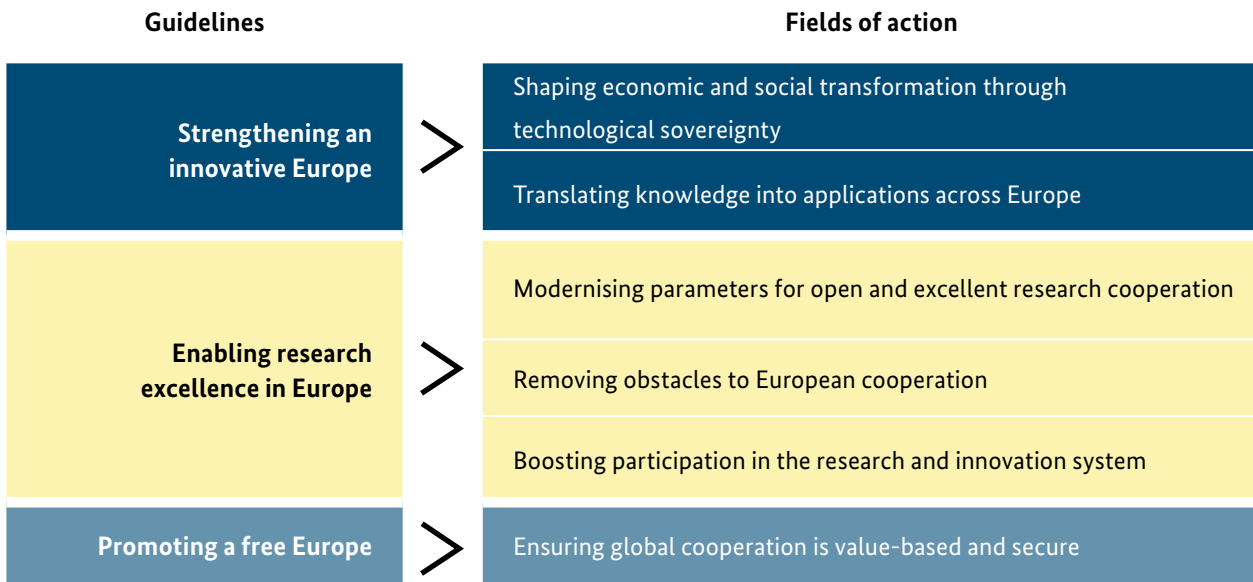 Guidelines
Fields of action
Strengthening an
innovative Europe
Shaping economic and social transformation through
technological sovereignty
Translating knowledge into applications across Europe
Enabling research
excellence in Europe
Modernising parameters for open and excellent research cooperation
Removing obstacles to European cooperation
Boosting participation in the research and innovation system
Promoting a free Europe
Ensuring global cooperation is value-based and secure